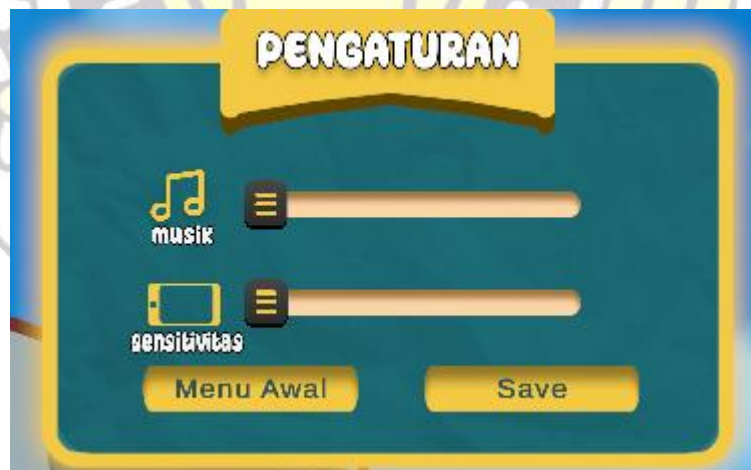 PENGATURAN
musik
sensitivitas
Menu Awal
Save